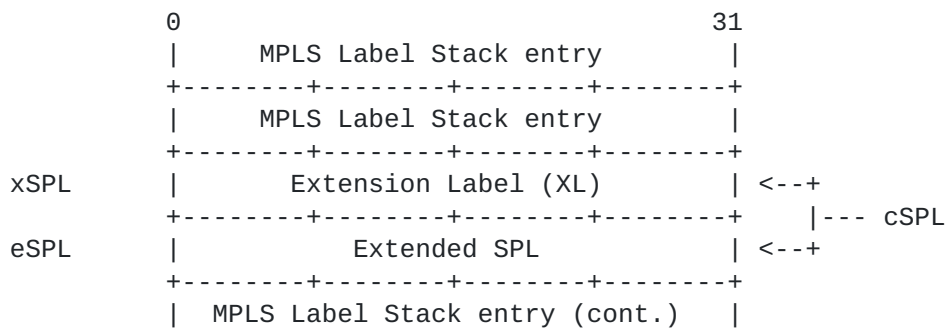 0 31
| MPLS Label Stack entry |
+--------+--------+--------+--------+
| MPLS Label Stack entry |
+--------+--------+--------+--------+
xSPL | Extension Label (XL) | <--+
+--------+--------+--------+--------+ |--- cSPL
eSPL | Extended SPL | <--+
+--------+--------+--------+--------+
| MPLS Label Stack entry (cont.) |